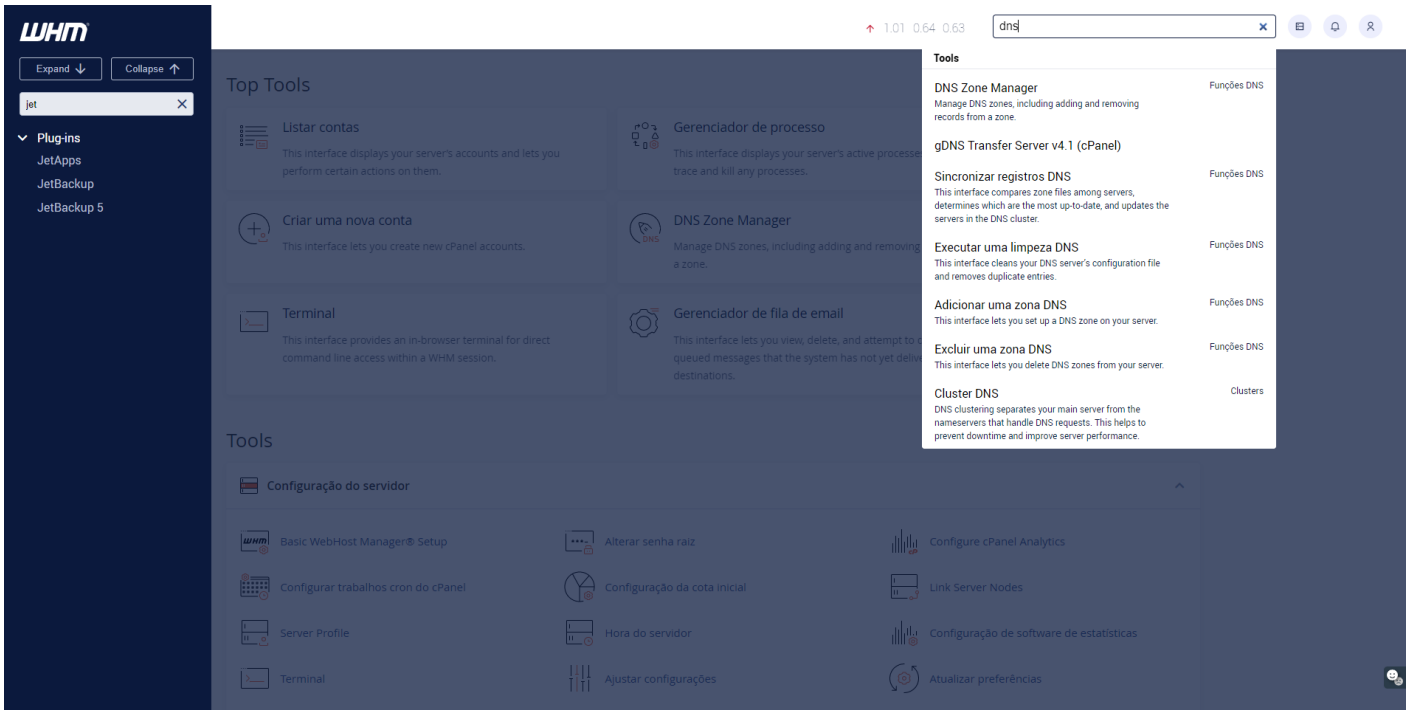 WHM
Expand
Collapse
jet
Plug-ins
JetApps
JetBackup
JetBackup 5
1.01 0.64 0.63
dns
Tools
DNS Zone Manager
Funções DNS
Manage DNS zones, including adding and removing
records from a zone.
gDNS Transfer Server v4.1 (cPanel)
Sincronizar registros DNS
Funções DNS
This interface compares zone files among servers,
determines which are the most up-to-date, and updates the
servers in the DNS cluster.
Executar uma limpeza DNS
Funções DNS
This interface cleans your DNS server's configuration file
and removes duplicate entries.
Adicionar uma zona DNS
Funções DNS
This interface lets you set up a DNS zone on your server.
Excluir uma zona DNS
Funções DNS
This interface lets you delete DNS zones from your server.
Cluster DNS
Clusters
DNS clustering separates your main server from the
nameservers that handle DNS requests. This helps to
prevent downtime and improve server performance.
Top Tools
Listar contas
This interface displays your server's accounts and lets you
perform certain actions on them.
Gerenciador de processo
This interface displays your server's active processe
trace and kill any processes.
Criar uma nova conta
This interface lets you create new cPanel accounts.
DNS
DNS Zone Manager
Manage DNS zones, including adding and removing
a zone.
Terminal
This interface provides an in-browser terminal for direct
command line access within a WHM session.
Gerenciador de fila de email
This interface lets you view, delete, and attempt to
queued messages that the system has not yet delive
destinations.
Tools
Configuração do servidor
WHM
Basic WebHost Manager® Setup
Alterar senha raiz
Configure cPanel Analytics
Configurar trabalhos cron do cPanel
Configuração da cota inicial
Link Server Nodes
Server Profile
Hora do servidor
Configuração de software de estatísticas
Terminal
Ajustar configurações
Atualizar preferências